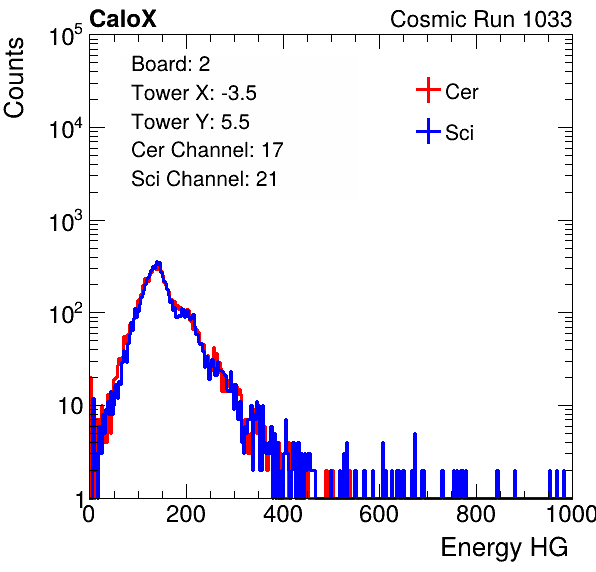 CaloX
Cosmic Run 1033
Counts
10^5
10^4
10^3
10^2
10
1
Board: 2
Tower X: -3.5
Tower Y: 5.5
Cer Channel: 17
Sci Channel: 21
Cer
Sci
0 200 400 600 800 1000
Energy HG